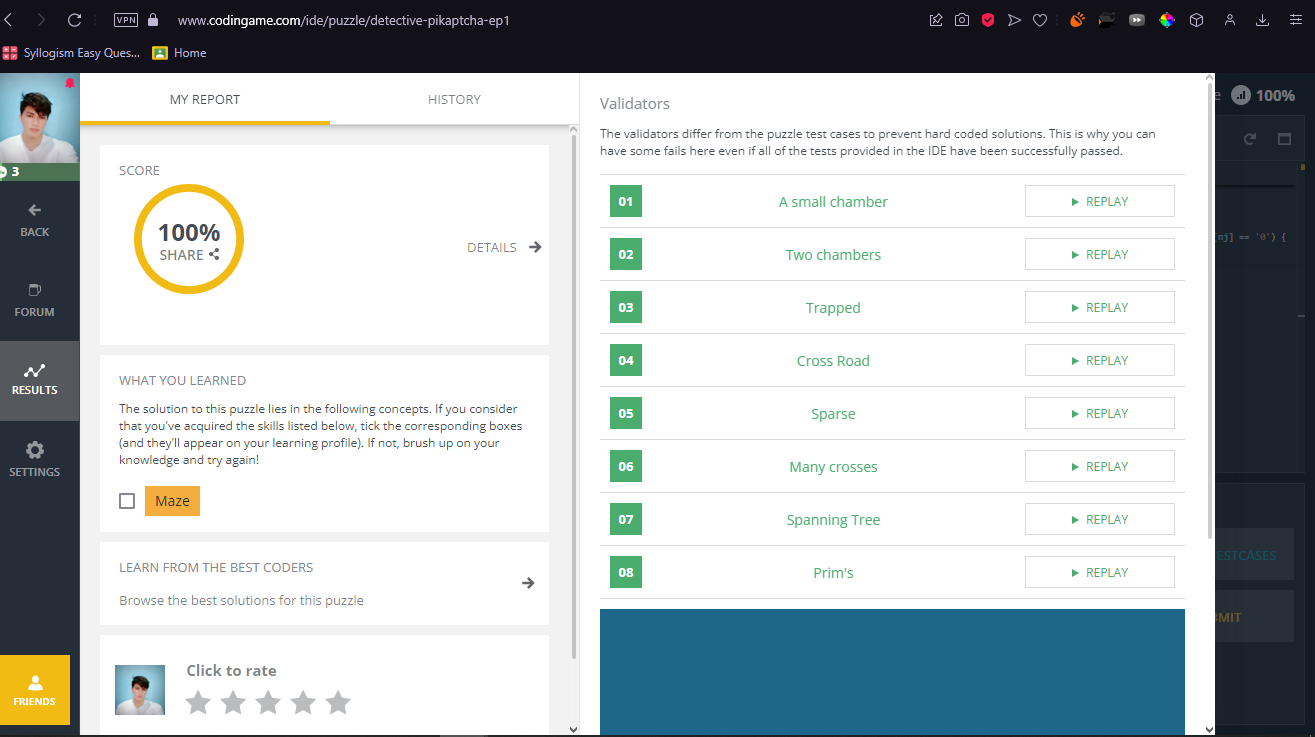 VPN
www.codingame.com/ide/puzzle/detective-pikaptcha-ep1
Syllogism Easy Ques...
Home
3
BACK
FORUM
RESULTS
SETTINGS
FRIENDS
MY REPORT
HISTORY
SCORE
100%
SHARE
DETAILS
WHAT YOU LEARNED
The solution to this puzzle lies in the following concepts. If you consider
that you've acquired the skills listed below, tick the corresponding boxes
(and they'll appear on your learning profile). If not, brush up on your
knowledge and try again!
Maze
LEARN FROM THE BEST CODERS
Browse the best solutions for this puzzle
Click to rate
Validators
The validators differ from the puzzle test cases to prevent hard coded solutions. This is why you can
have some fails here even if all of the tests provided in the IDE have been successfully passed.
01 A small chamber REPLAY
02 Two chambers REPLAY
03 Trapped REPLAY
04 Cross Road REPLAY
05 Sparse REPLAY
06 Many crosses REPLAY
07 Spanning Tree REPLAY
08 Prim's REPLAY
e 100%
[nj] == '0') {
ESTCASES
MIT